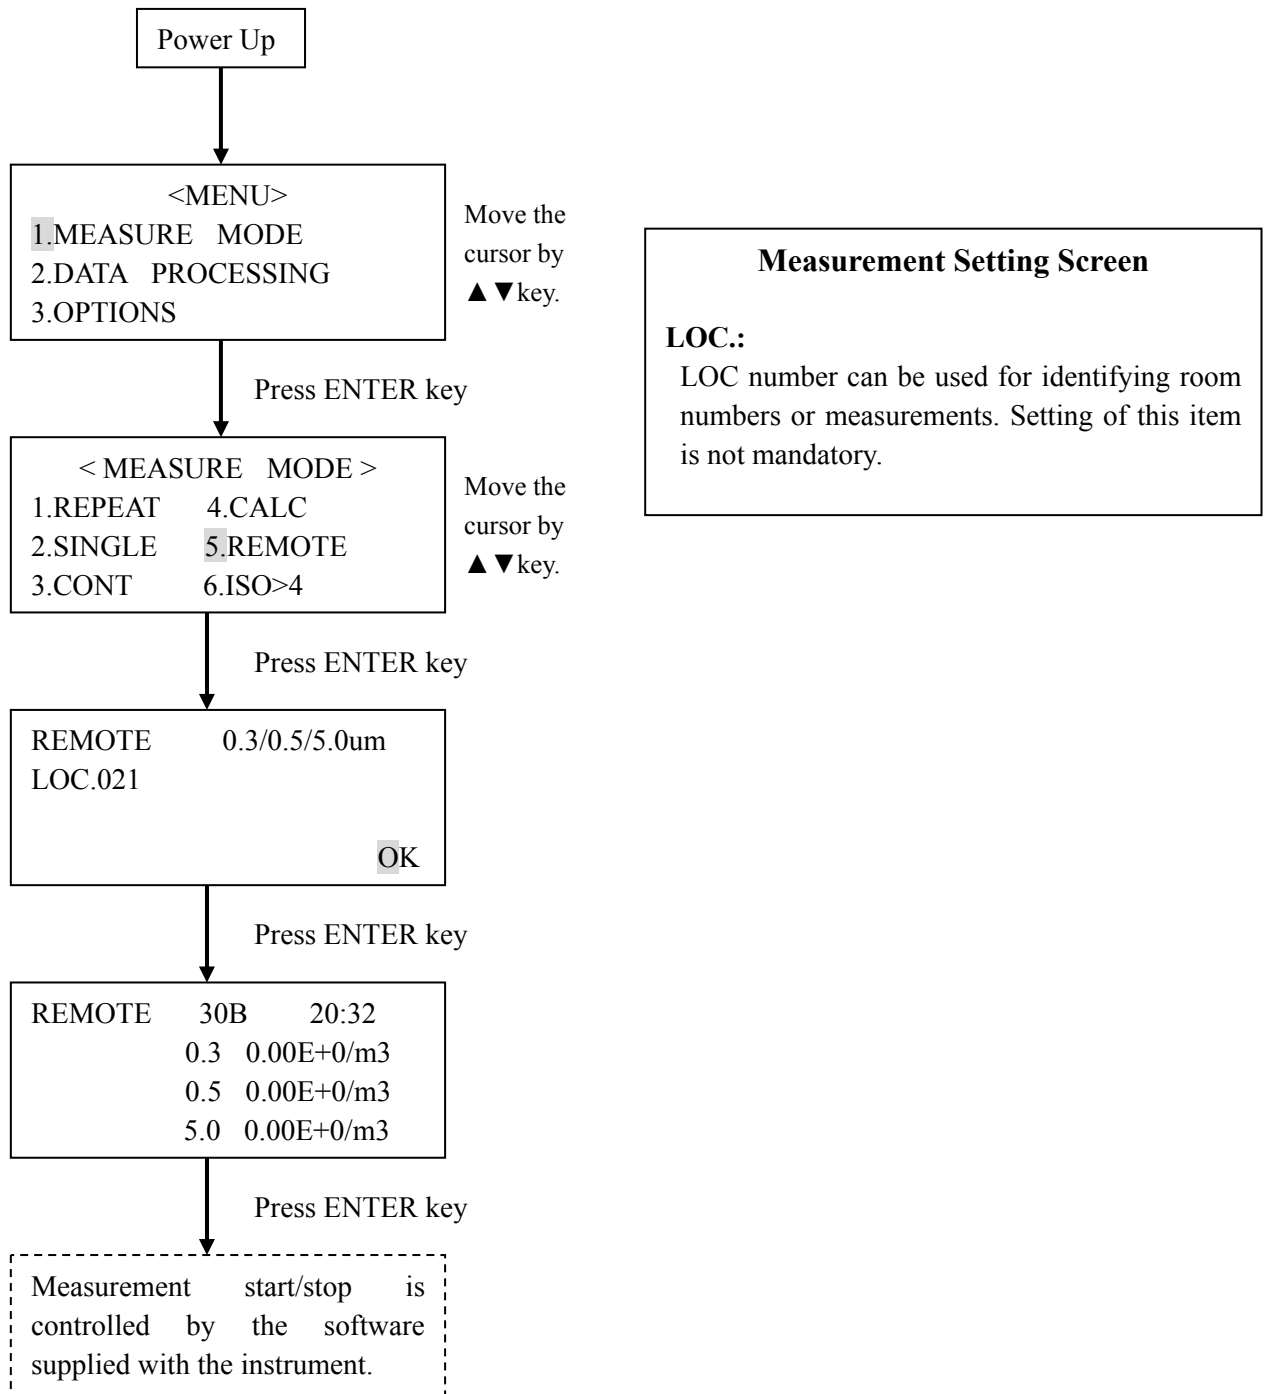 Power Up
<MENU>
1.MEASURE MODE
2.DATA PROCESSING
3.OPTIONS
Move the
cursor by
▲▼key.
Measurement Setting Screen
LOC.:
LOC number can be used for identifying room
numbers or measurements. Setting of this item
is not mandatory.
Press ENTER key
< MEASURE MODE >
1.REPEAT 4.CALC
2.SINGLE 5.REMOTE
3.CONT 6.ISO>4
Move the
cursor by
▲▼key.
Press ENTER key
REMOTE 0.3/0.5/5.0um
LOC.021
OK
Press ENTER key
REMOTE 30B 20:32
0.3 0.00E+0/m3
0.5 0.00E+0/m3
5.0 0.00E+0/m3
Press ENTER key
Measurement start/stop is
controlled by the software
supplied with the instrument.